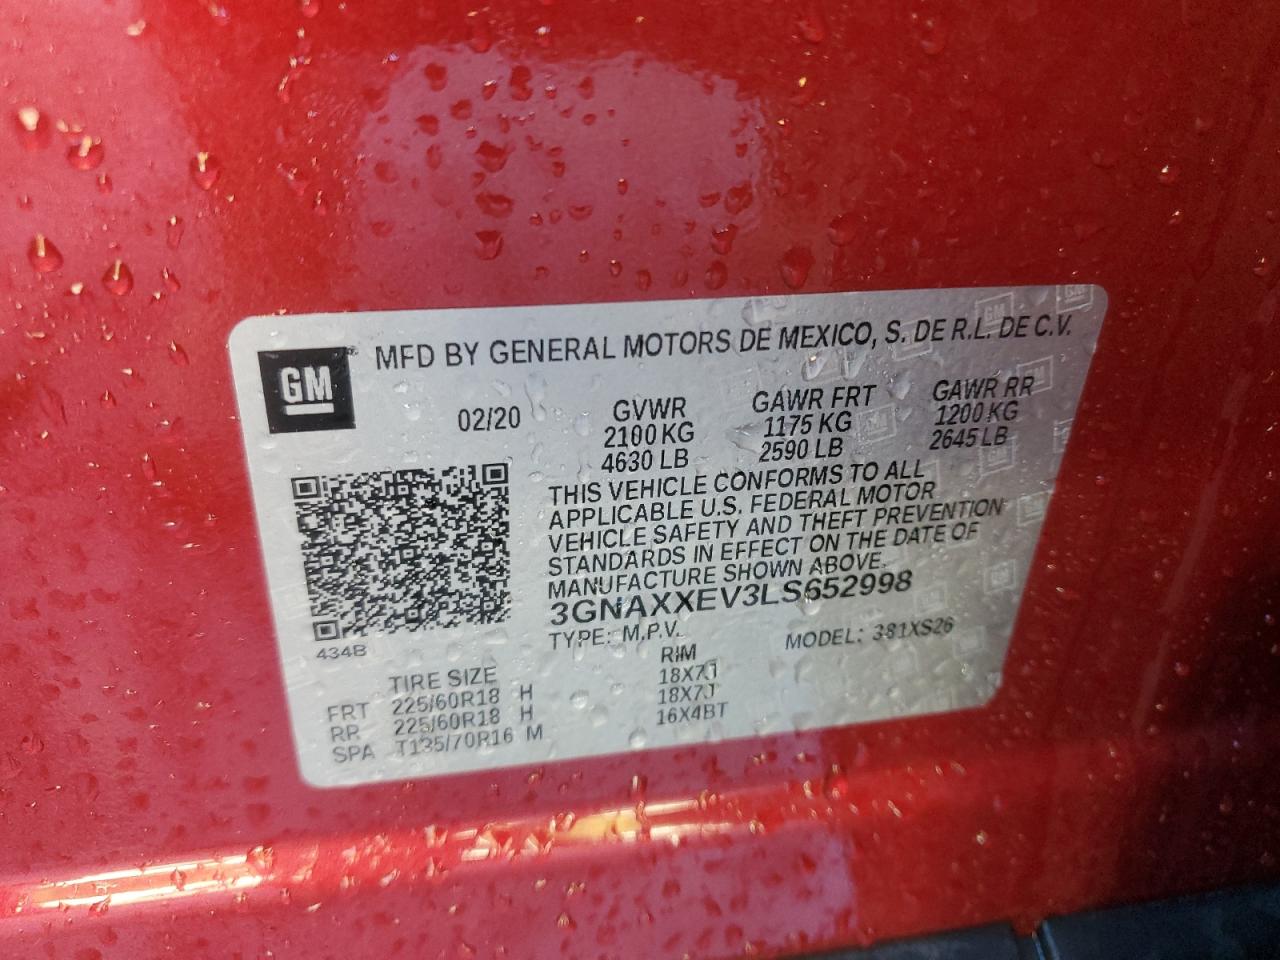 GM
MFD BY GENERAL MOTORS DE MEXICO, S. DE R.L. DE C.V.
02/20
GVWR GAWR FRT GAWR RR
2100 KG 1175 KG 1200 KG
4630 LB 2590 LB 2645 LB
THIS VEHICLE CONFORMS TO ALL
APPLICABLE U.S. FEDERAL MOTOR
VEHICLE SAFETY AND THEFT PREVENTION
STANDARDS IN EFFECT ON THE DATE OF
MANUFACTURE SHOWN ABOVE.
3GNAXXEV3LS652998
TYPE: M.P.V. MODEL: 381XS26
434B
TIRE SIZE RIM
FRT 225/60R18 H 18X7J
RR 225/60R18 H 18X7J
SPA T135/70R16 M 16X4BT